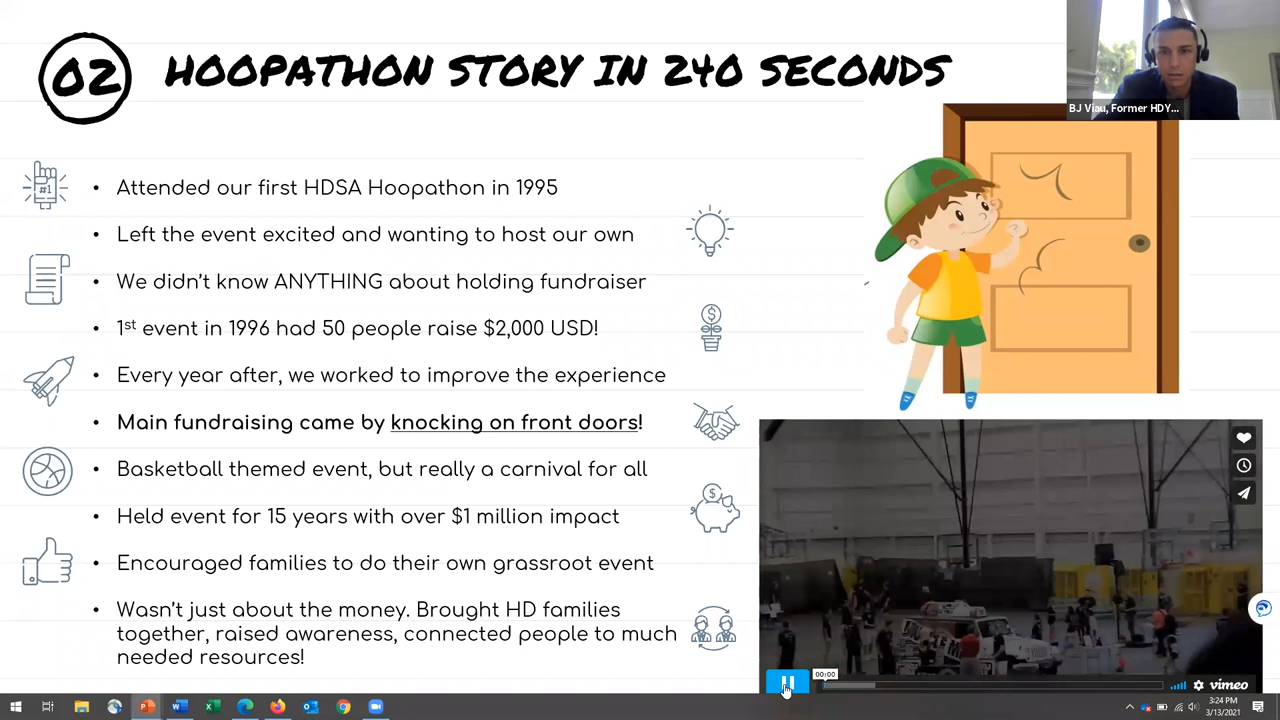 02 HOOPATHON STORY IN 240 SECONDS
BJ Viau, Former HDY...
#1
• Attended our first HDSA Hoopathon in 1995
• Left the event excited and wanting to host our own
• We didn't know ANYTHING about holding fundraiser
• 1st event in 1996 had 50 people raise $2,000 USD!
• Every year after, we worked to improve the experience
• Main fundraising came by knocking on front doors!
• Basketball themed event, but really a carnival for all
• Held event for 15 years with over $1 million impact
• Encouraged families to do their own grassroot event
• Wasn't just about the money. Brought HD families
together, raised awareness, connected people to much
needed resources!
00:00
vimeo
3:24 PM
3/13/2021